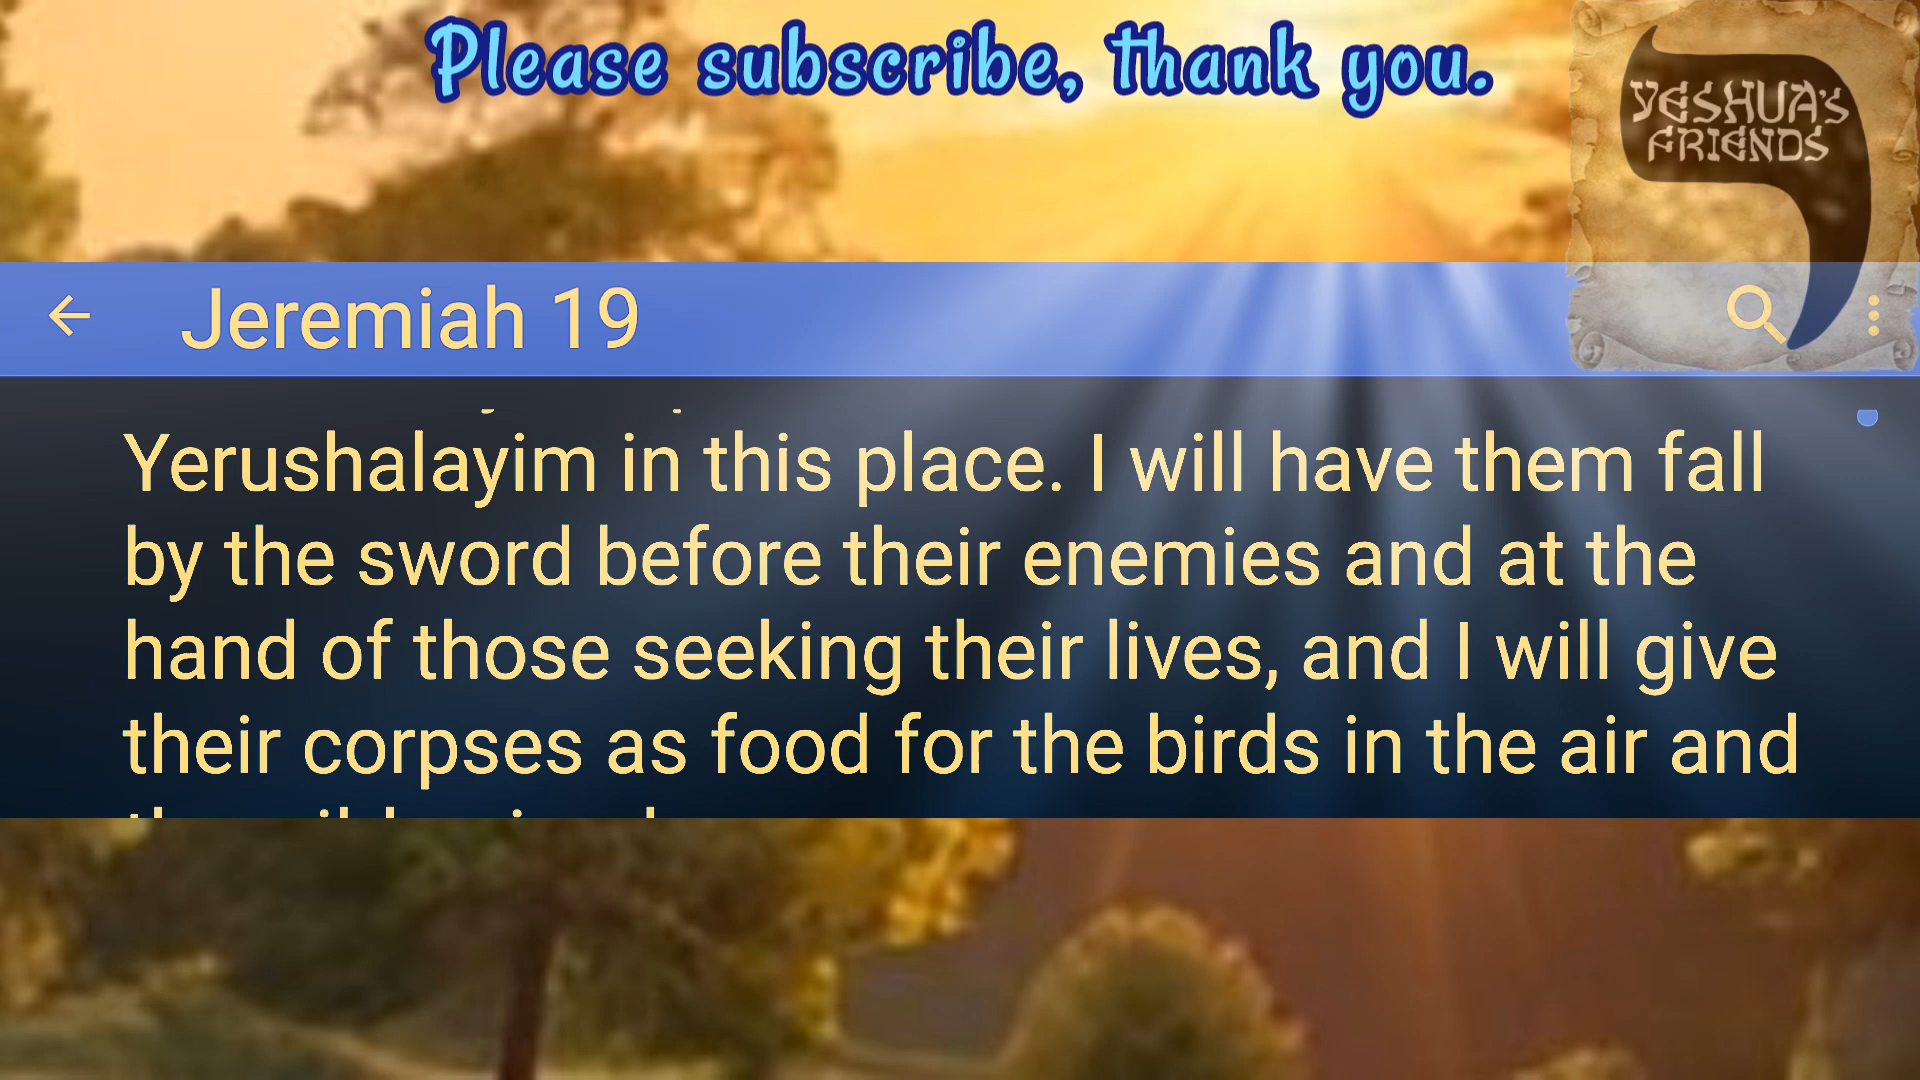 Please subscribe, thank you.
YESHUA'S
FRIENDS
Jeremiah 19
Yerushalayim in this place. I will have them fall
by the sword before their enemies and at the
hand of those seeking their lives, and I will give
their corpses as food for the birds in the air and